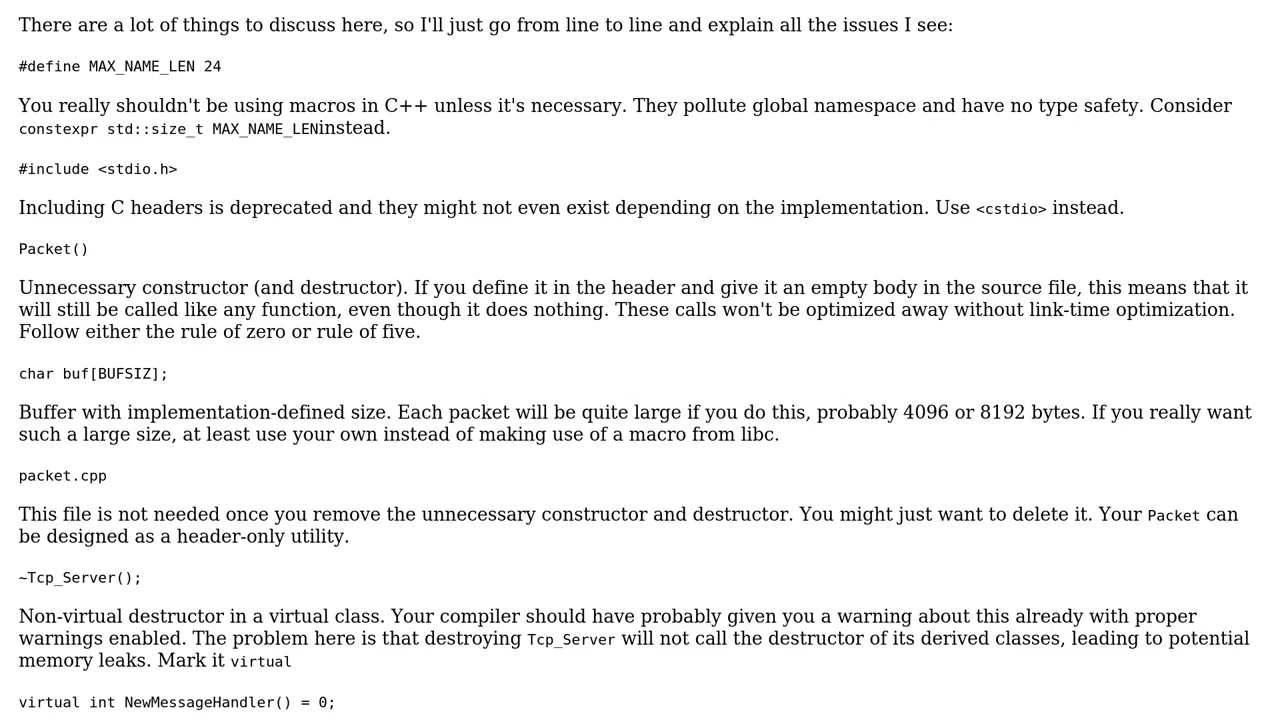 There are a lot of things to discuss here, so I'll just go from line to line and explain all the issues I see:
#define MAX_NAME_LEN 24
You really shouldn't be using macros in C++ unless it's necessary. They pollute global namespace and have no type safety. Consider
constexpr std::size_t MAX_NAME_LENinstead.
#include <stdio.h>
Including C headers is deprecated and they might not even exist depending on the implementation. Use <cstdio> instead.
Packet()
Unnecessary constructor (and destructor). If you define it in the header and give it an empty body in the source file, this means that it
will still be called like any function, even though it does nothing. These calls won't be optimized away without link-time optimization.
Follow either the rule of zero or rule of five.
char buf[BUFSIZ];
Buffer with implementation-defined size. Each packet will be quite large if you do this, probably 4096 or 8192 bytes. If you really want
such a large size, at least use your own instead of making use of a macro from libc.
packet.cpp
This file is not needed once you remove the unnecessary constructor and destructor. You might just want to delete it. Your Packet can
be designed as a header-only utility.
~Tcp_Server();
Non-virtual destructor in a virtual class. Your compiler should have probably given you a warning about this already with proper
warnings enabled. The problem here is that destroying Tcp_Server will not call the destructor of its derived classes, leading to potential
memory leaks. Mark it virtual
virtual int NewMessageHandler() = 0;